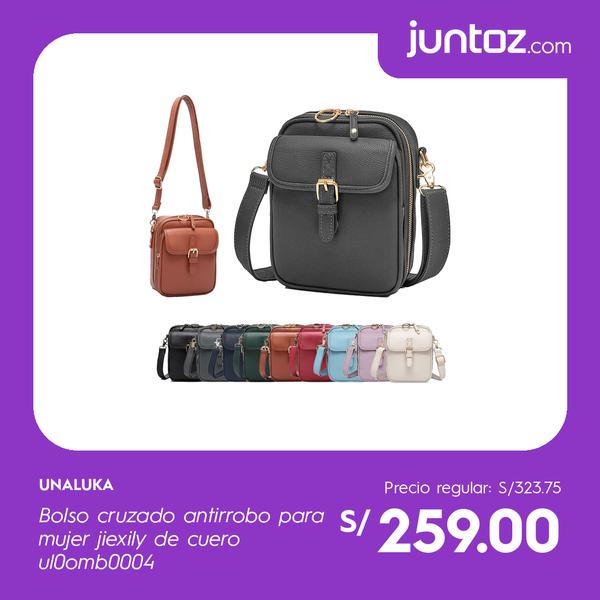 juntoz.com
UNALUKA
Bolso cruzado antirrobo para
mujer jiexily de cuero
ul0omb0004
Precio regular: S/323.75
S/259.00